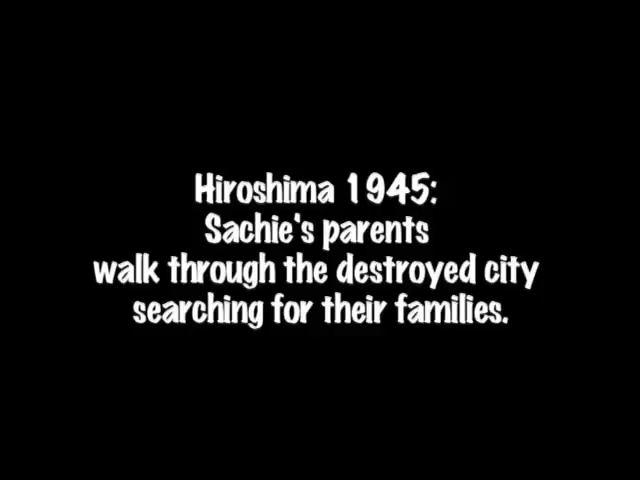 Hiroshima 1945:
Sachie's parents
walk through the destroyed city
searching for their families.